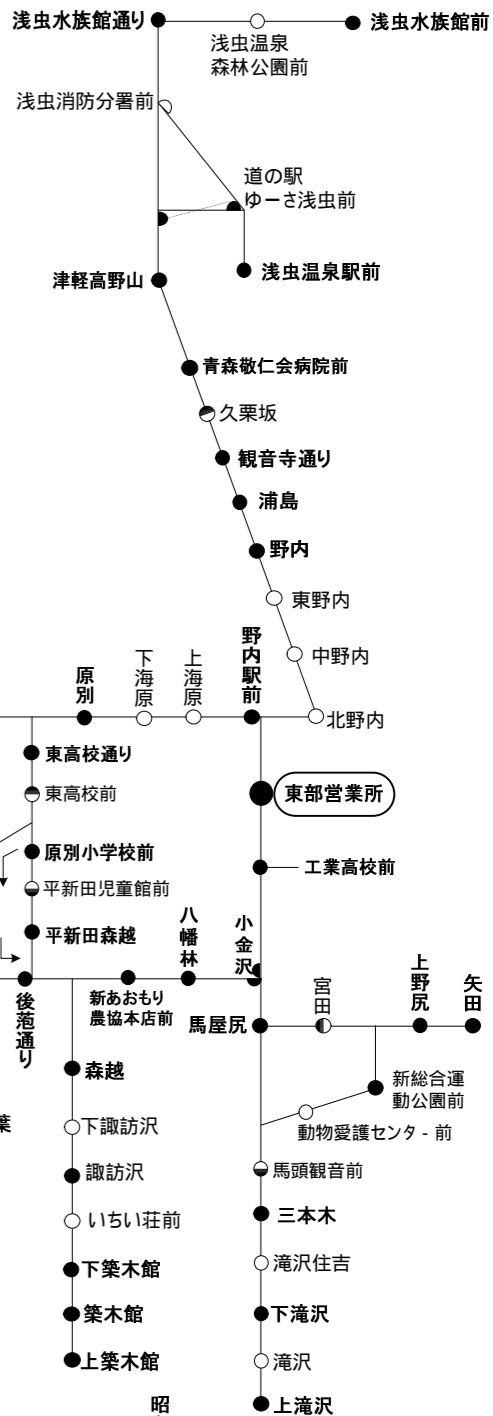 浅虫水族館通り
浅虫水族館前
浅虫温泉
森林公園前
浅虫消防分署前
道の駅
ゆーさ浅虫前
津軽高野山
浅虫温泉駅前
青森敬仁会病院前
久栗坂
観音寺通り
浦島
野内
東野内
中野内
北野内
原別
下海原
上海原
野内駅前
東高校通り
東高校前
東部営業所
原別小学校前
平新田児童館前
工業高校前
平新田森越
八幡林
小金沢
後萢通り
新あおもり
農協本店前
馬屋尻
宮田
上野尻
矢田
森越
新総合運
動公園前
葉
下諏訪沢
動物愛護センタ - 前
諏訪沢
馬頭観音前
いちい荘前
三本木
下築木館
滝沢住吉
築木館
下滝沢
上築木館
滝沢
昭
上滝沢